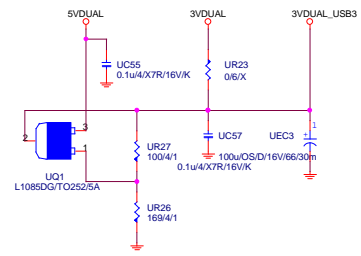 5VDUAL 3VDUAL 3VDUAL_USB3
UC55
0.1u/4/X7R/16V/K
UR23
0/6/X
1
3
2
1
UR27
100/4/1
UC57
0.1u/4/X7R/16V/K
UEC3
100u/OS/D/16V/66/30m
UQ1
L1085DG/TO252/5A
UR26
169/4/1